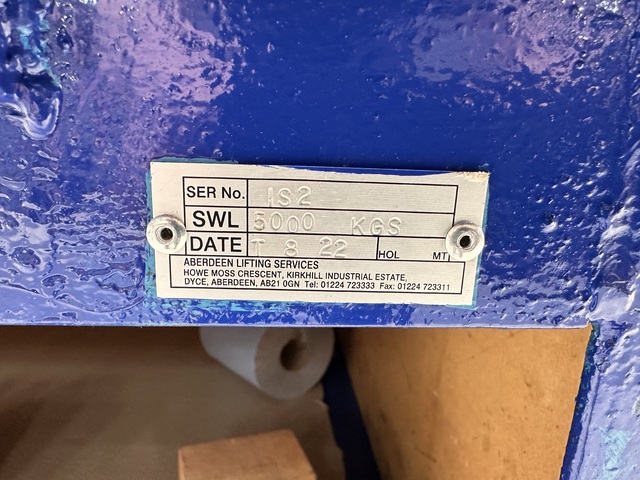 SER No. IS2
SWL 5000 KGS
DATE T 8 22 HOL MT
ABERDEEN LIFTING SERVICES
HOWE MOSS CRESCENT, KIRKHILL INDUSTRIAL ESTATE,
DYCE, ABERDEEN, AB21 0GN Tel: 01224 723333 Fax: 01224 723311